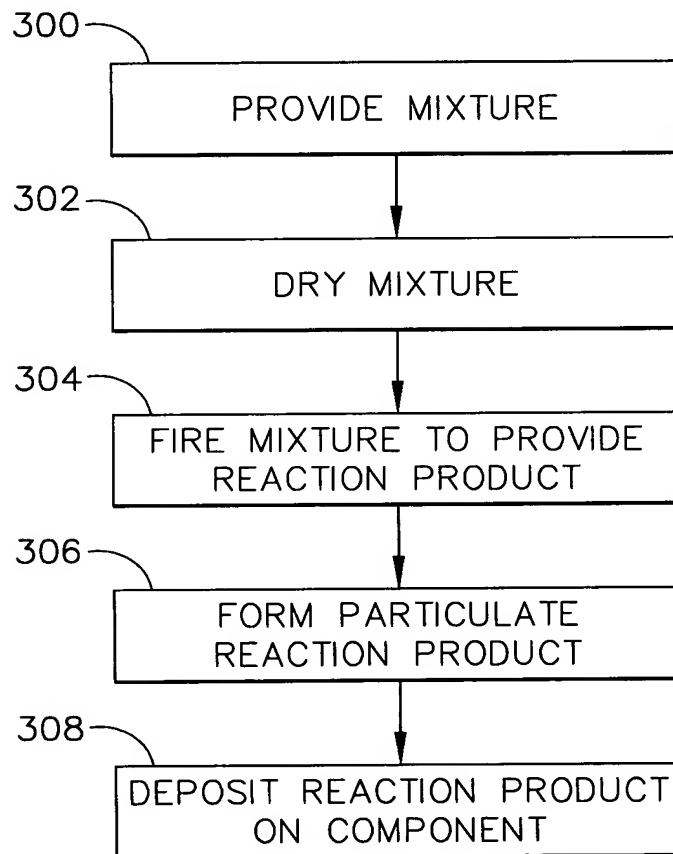 300
PROVIDE MIXTURE
302
DRY MIXTURE
304
FIRE MIXTURE TO PROVIDE
REACTION PRODUCT
306
FORM PARTICULATE
REACTION PRODUCT
308
DEPOSIT REACTION PRODUCT
ON COMPONENT